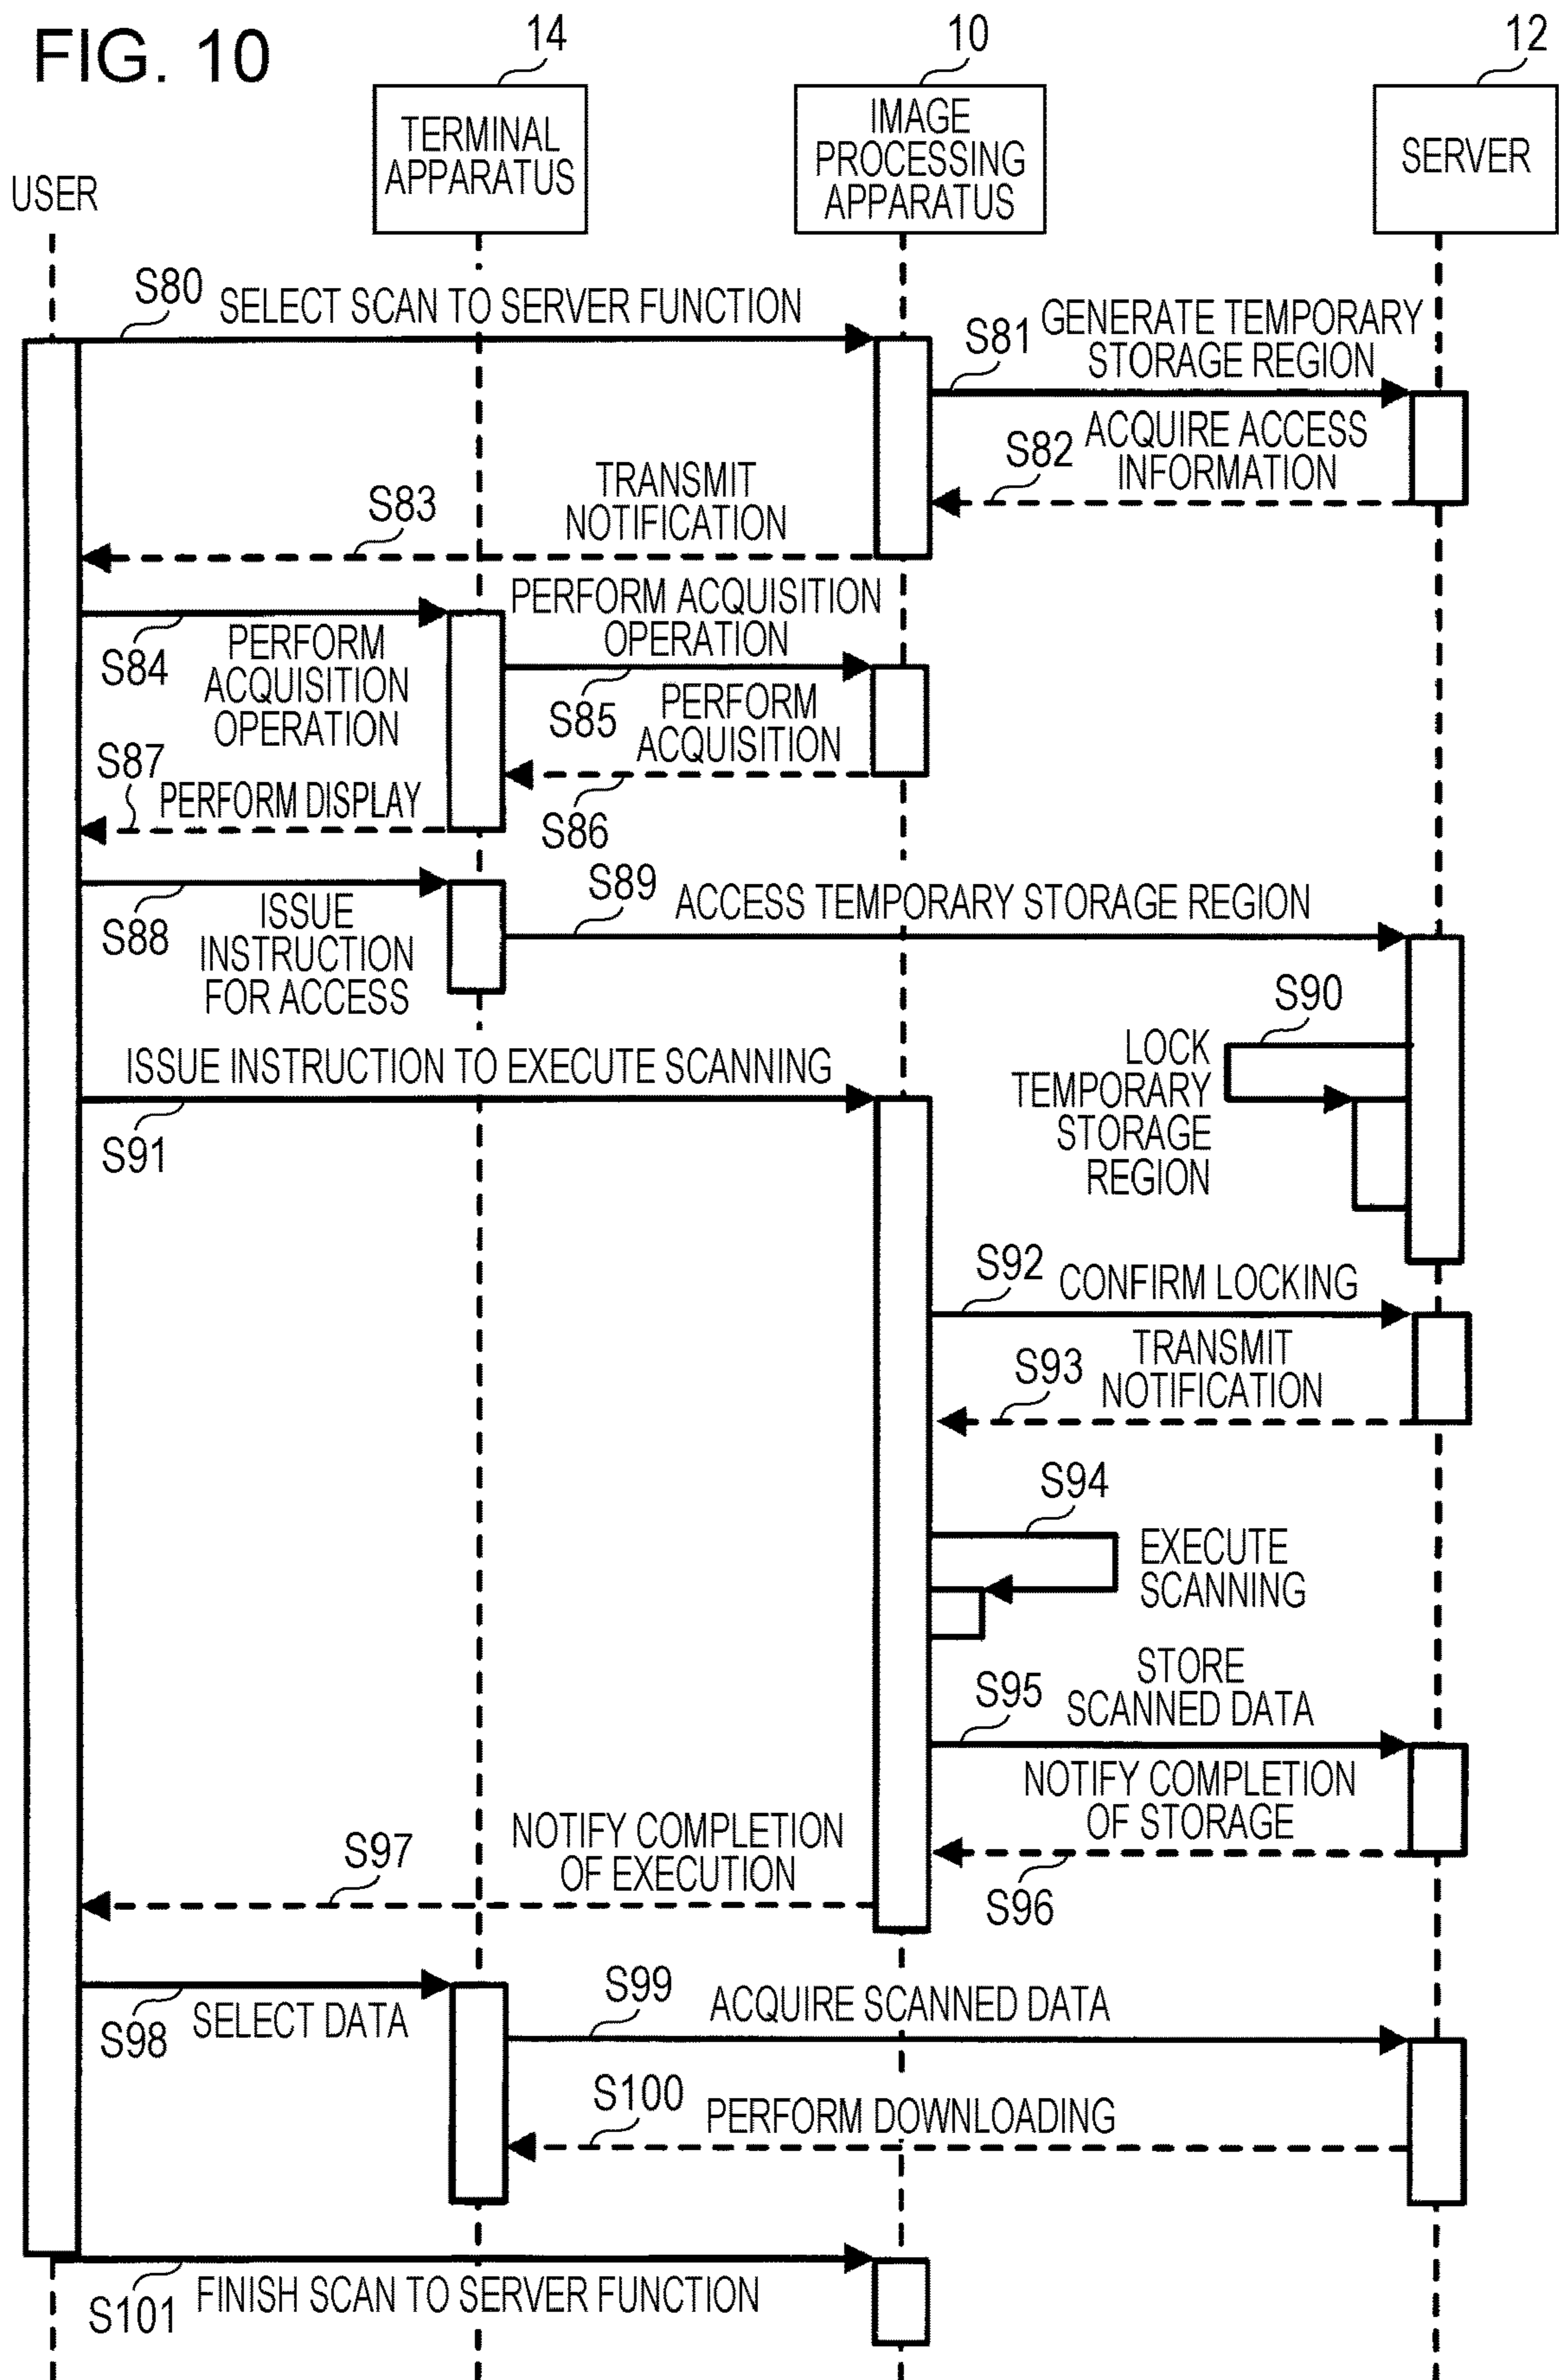 FIG. 10
14
10
12
USER
TERMINAL
APPARATUS
IMAGE
PROCESSING
APPARATUS
SERVER
S80
SELECT SCAN TO SERVER FUNCTION
S81
GENERATE TEMPORARY
STORAGE REGION
S82
ACQUIRE ACCESS
INFORMATION
S83
TRANSMIT
NOTIFICATION
S84
PERFORM
ACQUISITION
OPERATION
PERFORM ACQUISITION
OPERATION
S85
PERFORM
ACQUISITION
S86
S87
PERFORM DISPLAY
S88
ISSUE
INSTRUCTION
FOR ACCESS
S89
ACCESS TEMPORARY STORAGE REGION
S90
LOCK
TEMPORARY
STORAGE
REGION
ISSUE INSTRUCTION TO EXECUTE SCANNING
S91
S92
CONFIRM LOCKING
S93
TRANSMIT
NOTIFICATION
S94
EXECUTE
SCANNING
S95
STORE
SCANNED DATA
NOTIFY COMPLETION
OF STORAGE
S96
S97
NOTIFY COMPLETION
OF EXECUTION
S98
SELECT DATA
S99
ACQUIRE SCANNED DATA
S100
PERFORM DOWNLOADING
S101
FINISH SCAN TO SERVER FUNCTION